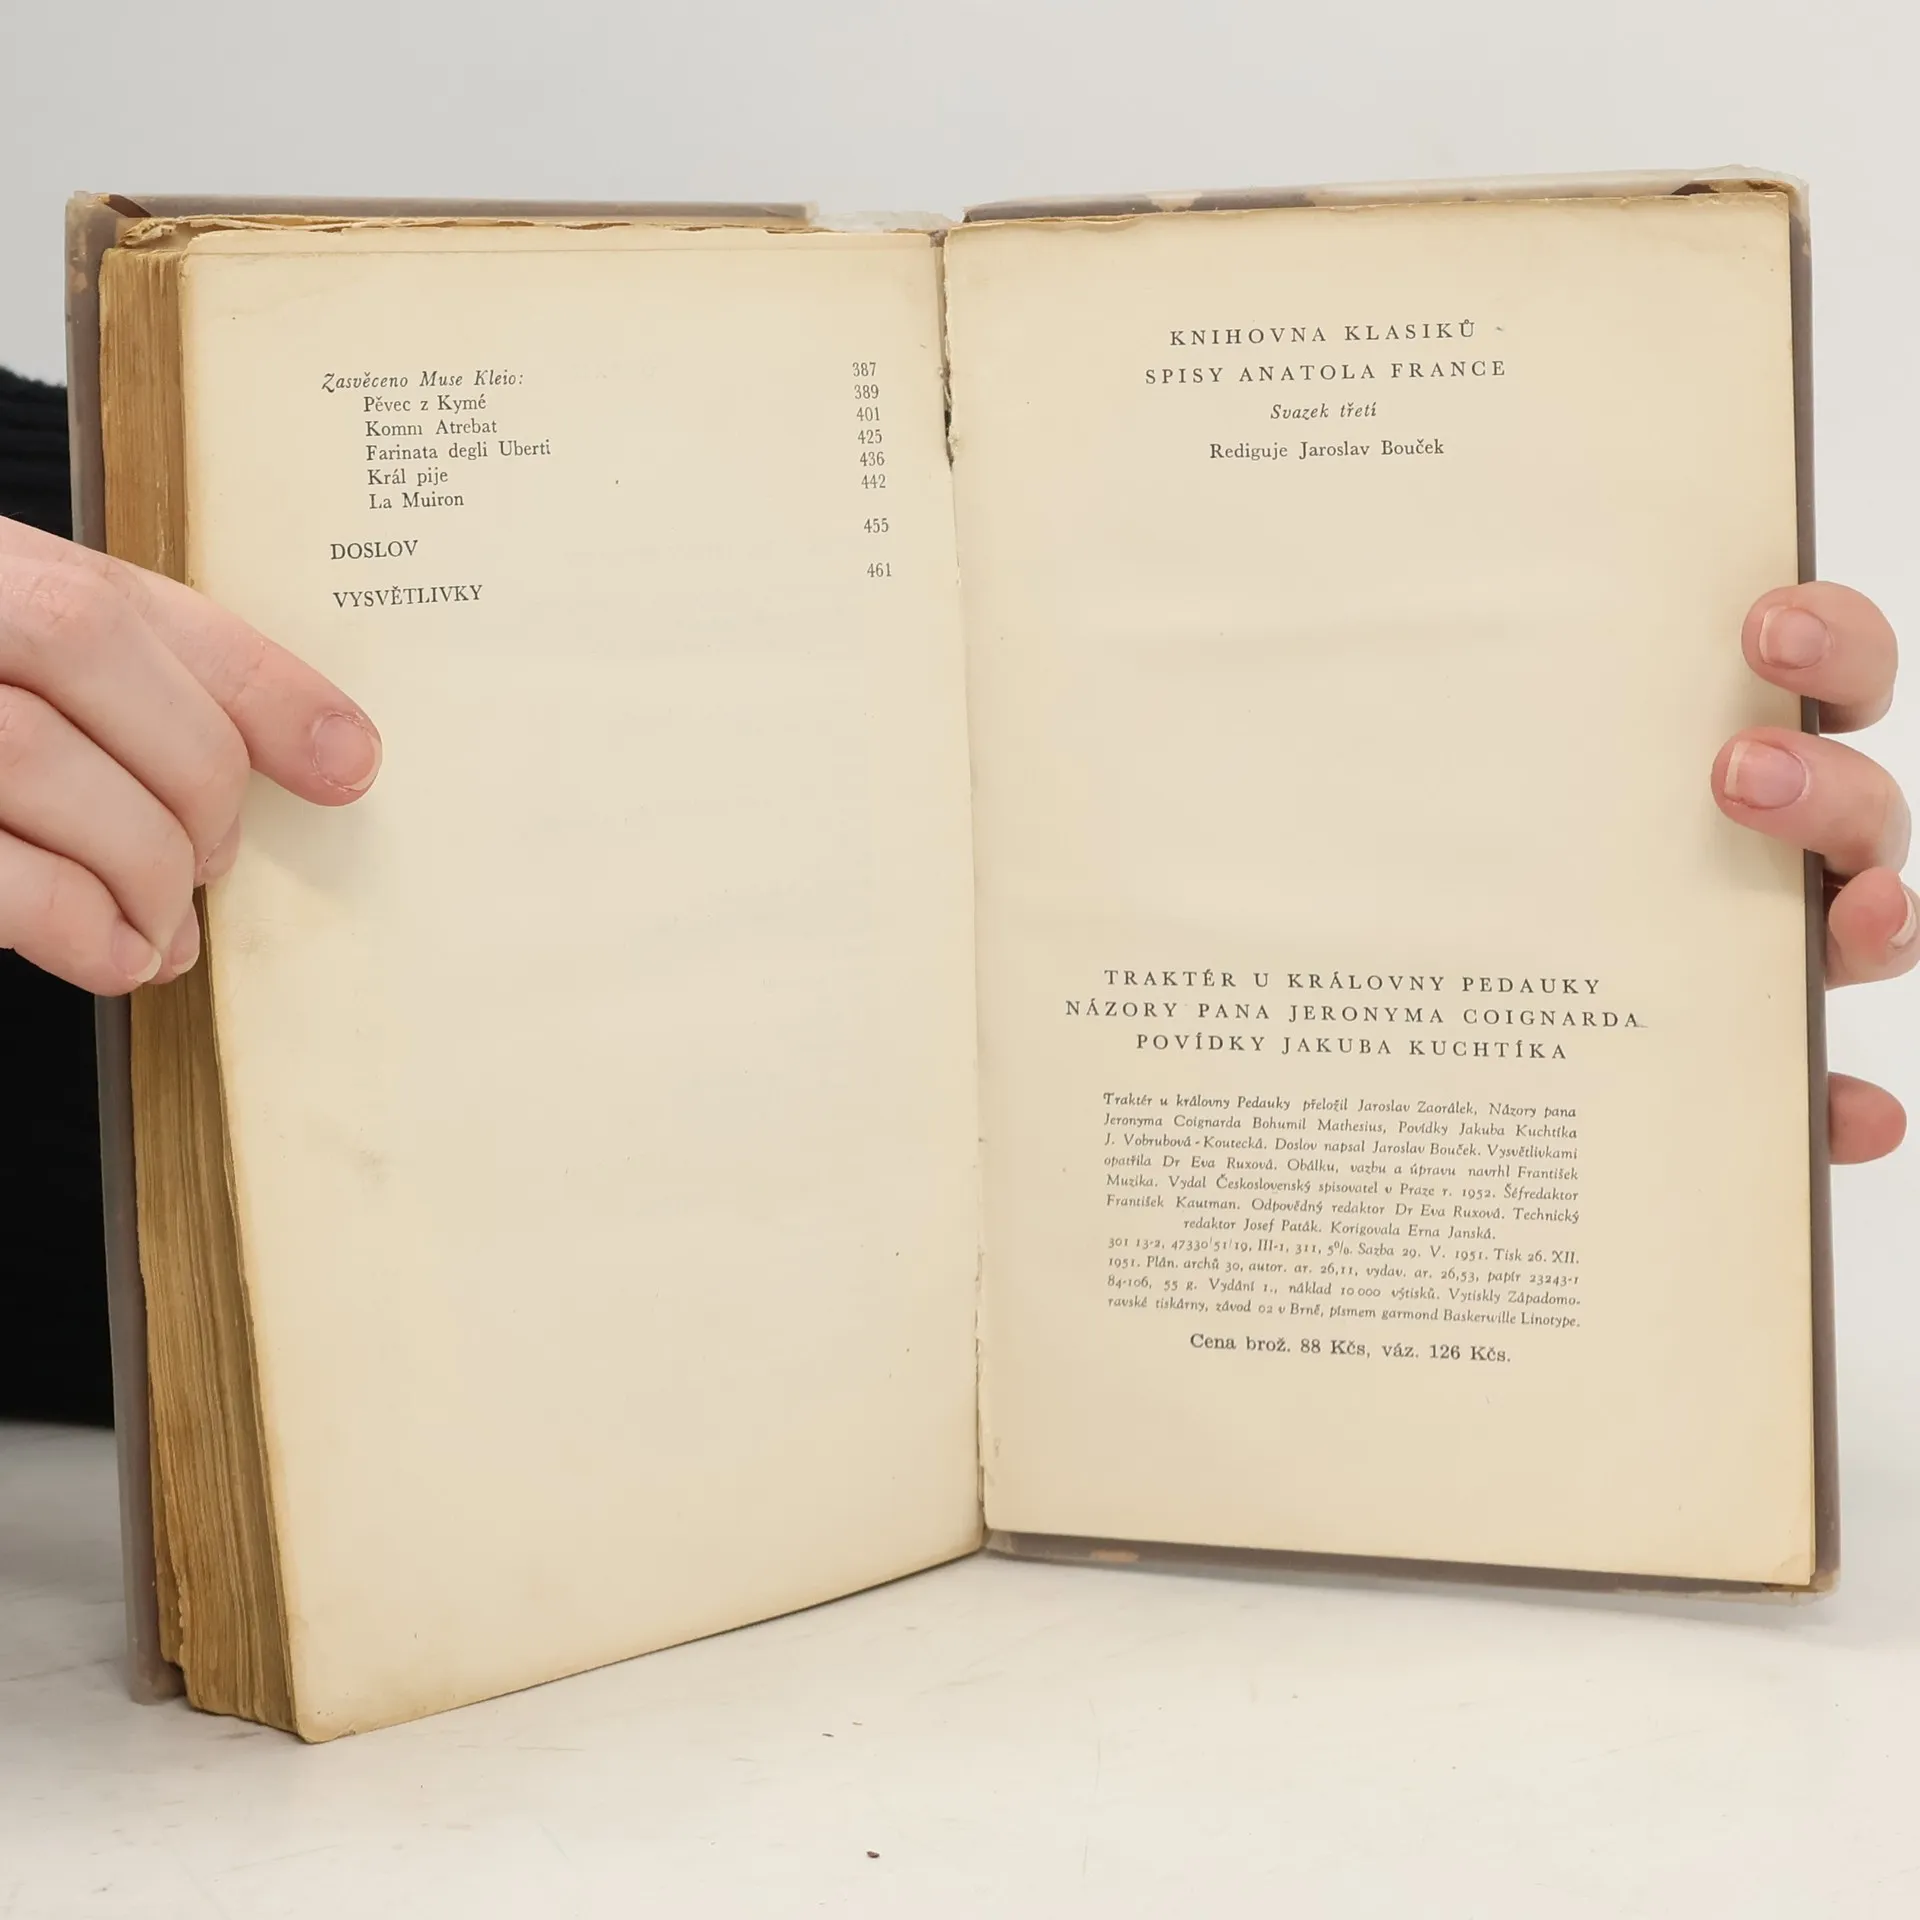 Zasvěceno Muse Kleio: 387
Pěvec z Kymé 389
Komm Atrebat 401
Farinata degli Uberti 425
Král pije 436
La Muiron 442
DOSLOV 455
VYSVĚTLIVKY 461
KNIHOVNA KLASIKŮ
SPISY ANATOLA FRANCE
Svazek třetí
Rediguje Jaroslav Bouček
TRAKTÉR U KRÁLOVNY PEDAUKY
NÁZORY PANA JERONYMA COIGNARDA
POVÍDKY JAKUBA KUCHTÍKA
Traktér u královny Pedauky přeložil Jaroslav Zaorálek, Názory pana
Jeronyma Coignarda Bohumil Mathesius, Povídky Jakuba Kuchtíka
J. Vobrubová-Koutecká. Doslov napsal Jaroslav Bouček. Vysvětlivkami
opatřila Dr Eva Ruxová. Obálku, vazbu a úpravu navrhl František
Muzika. Vydal Československý spisovatel v Praze r. 1952. Šéfredaktor
František Kautman. Odpovědný redaktor Dr Eva Ruxová. Technický
redaktor Josef Paták. Korigovala Erna Janská.
301 13-2, 47330/51/19, III-1, 311, 5%. Sazba 29. V. 1951. Tisk 26. XII.
1951. Plán. archů 30, autor. ar. 26,11, vydav. ar. 26,53, papír 23243-1
84-106, 55 g. Vydání 1., náklad 10 000 výtisků. Vytiskly Západomo-
ravské tiskárny, závod 02 v Brně, písmem garmond Baskerwille Linotype.
Cena brož. 88 Kčs, váz. 126 Kčs.